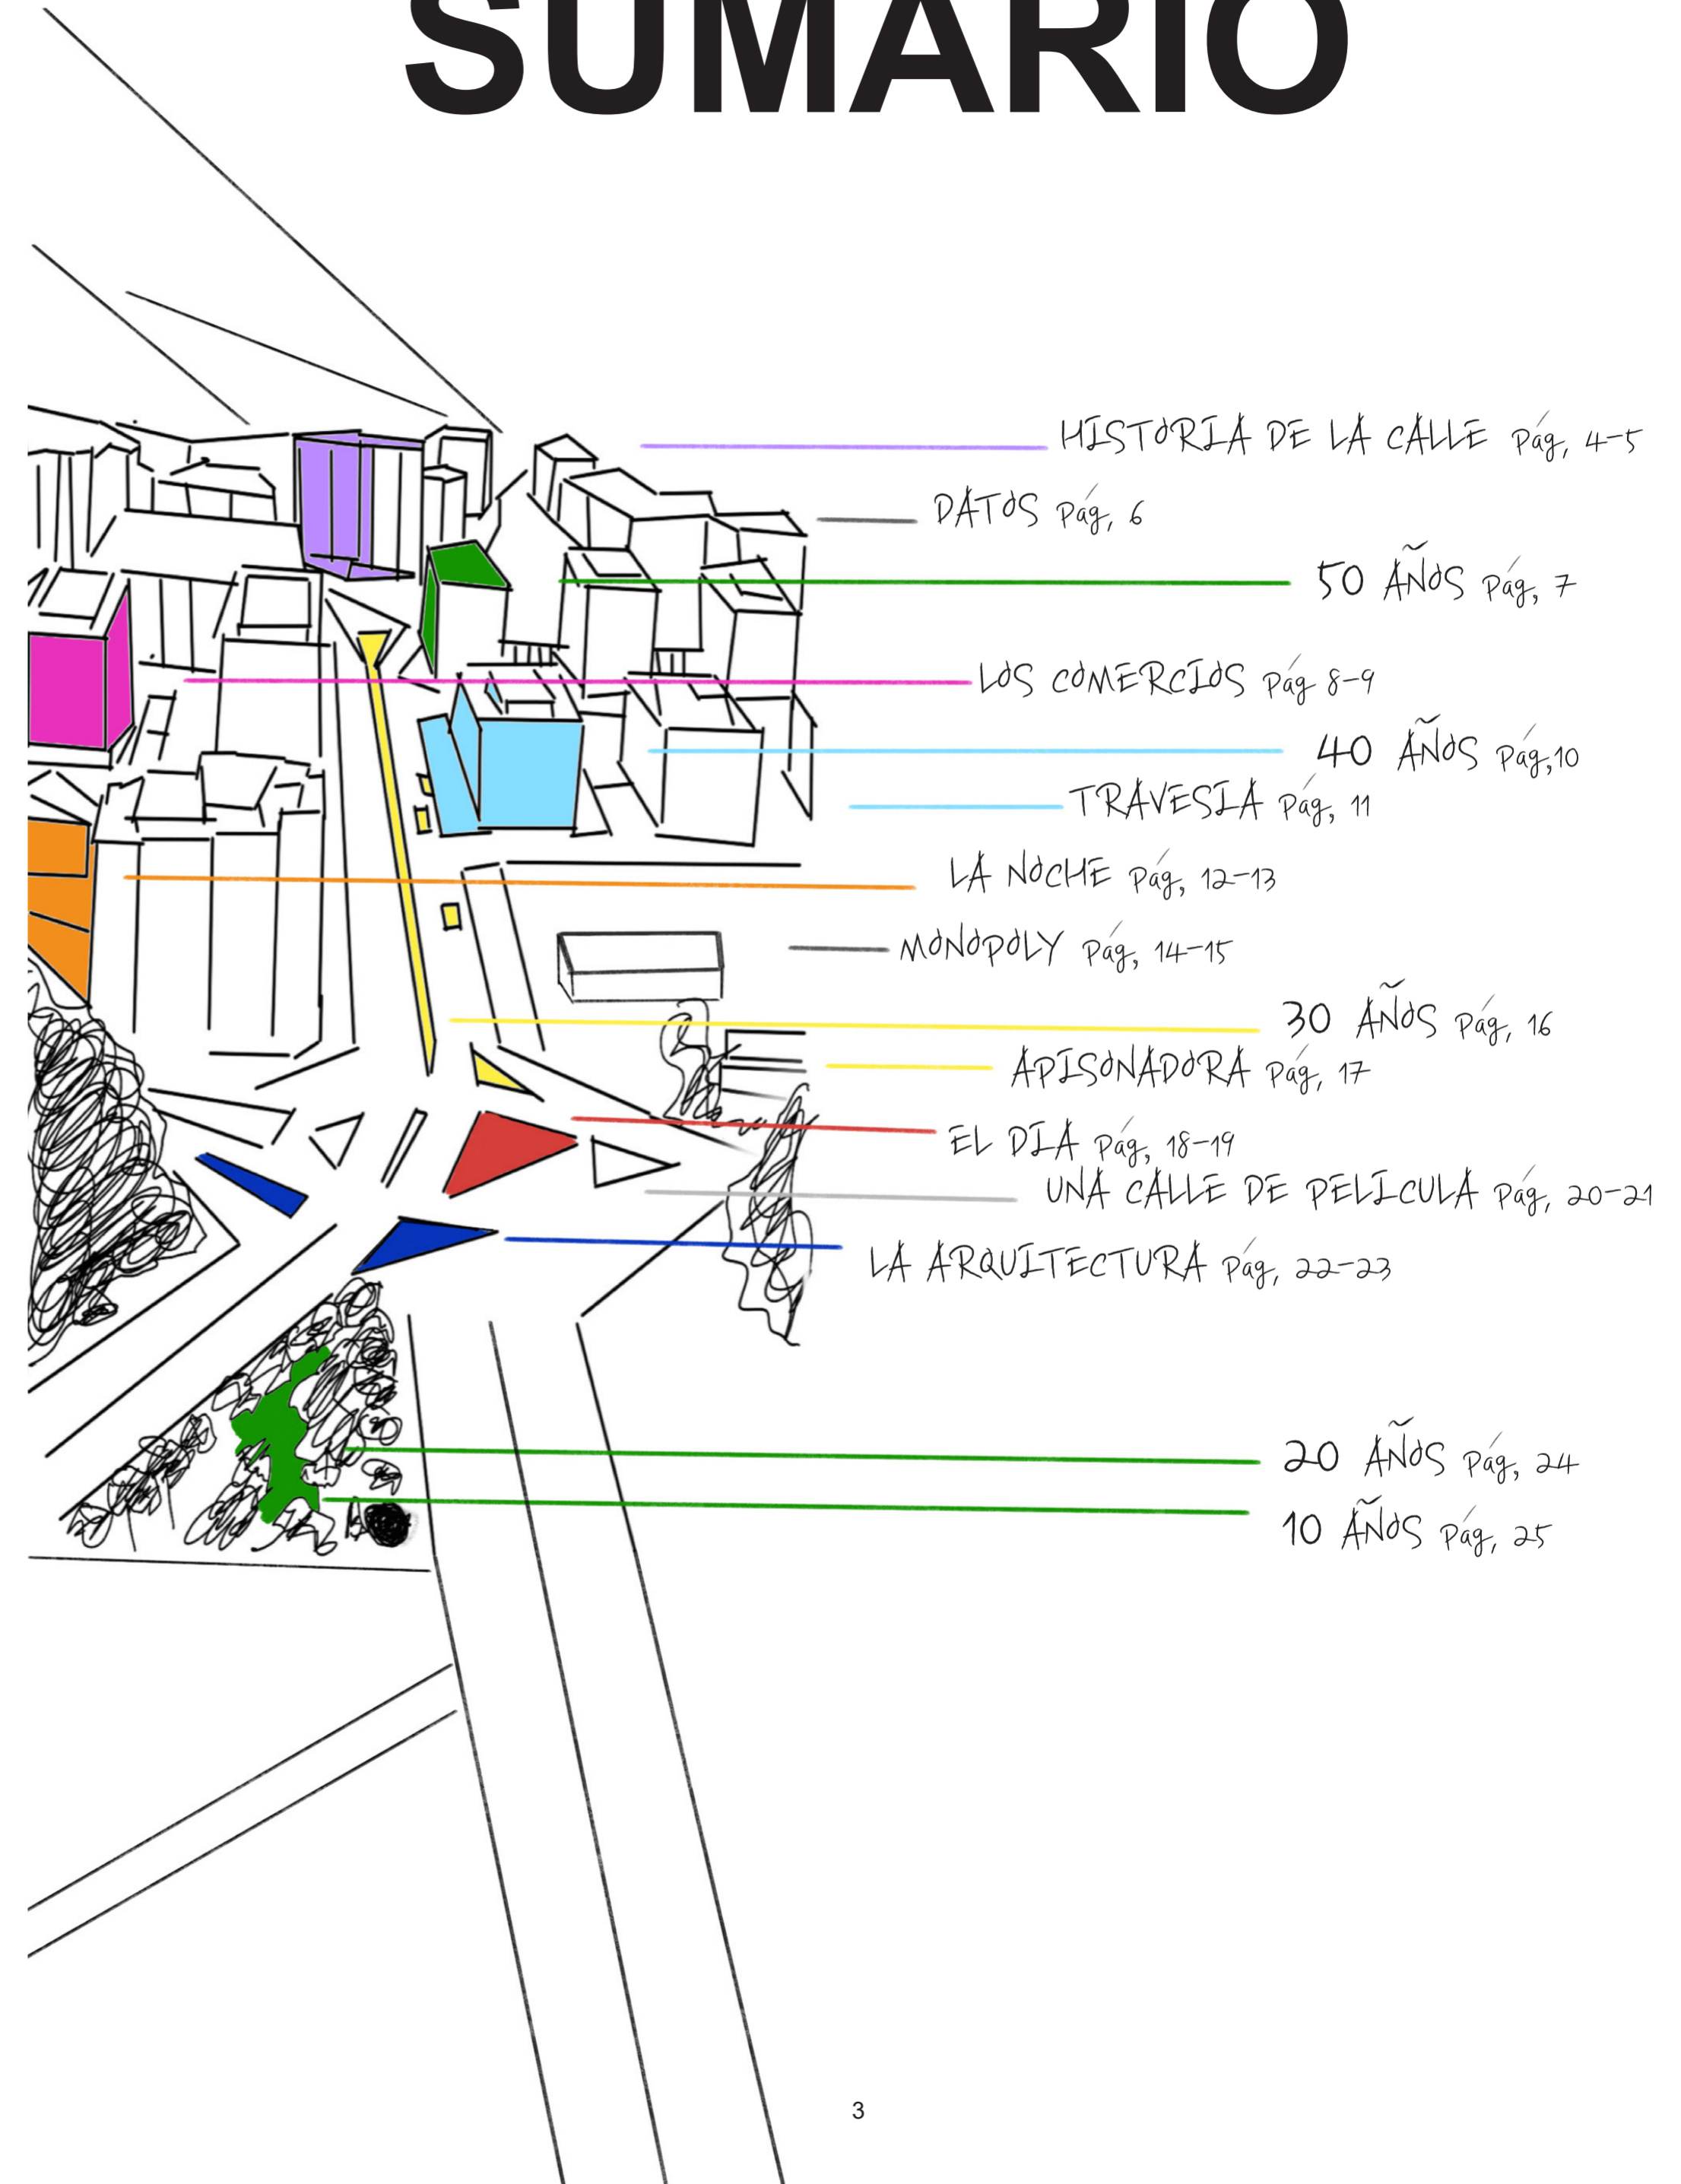 SUMARIO
HISTORIA DE LA CALLE Pág, 4-5
DATOS Pág, 6
50 AÑOS Pág, 7
LOS COMERCIOS Pág 8-9
40 AÑOS Pág,10
TRAVESIA Pág, 11
LA NOCHE Pág, 12-13
MONOPOLY Pág, 14-15
30 AÑOS Pág, 16
APISONADORA Pág, 17
EL DIA Pág, 18-19
UNA CALLE DE PELICULA Pág, 20-21
LA ARQUITECTURA Pág, 22-23
20 AÑOS Pág, 24
10 AÑOS Pág, 25
3